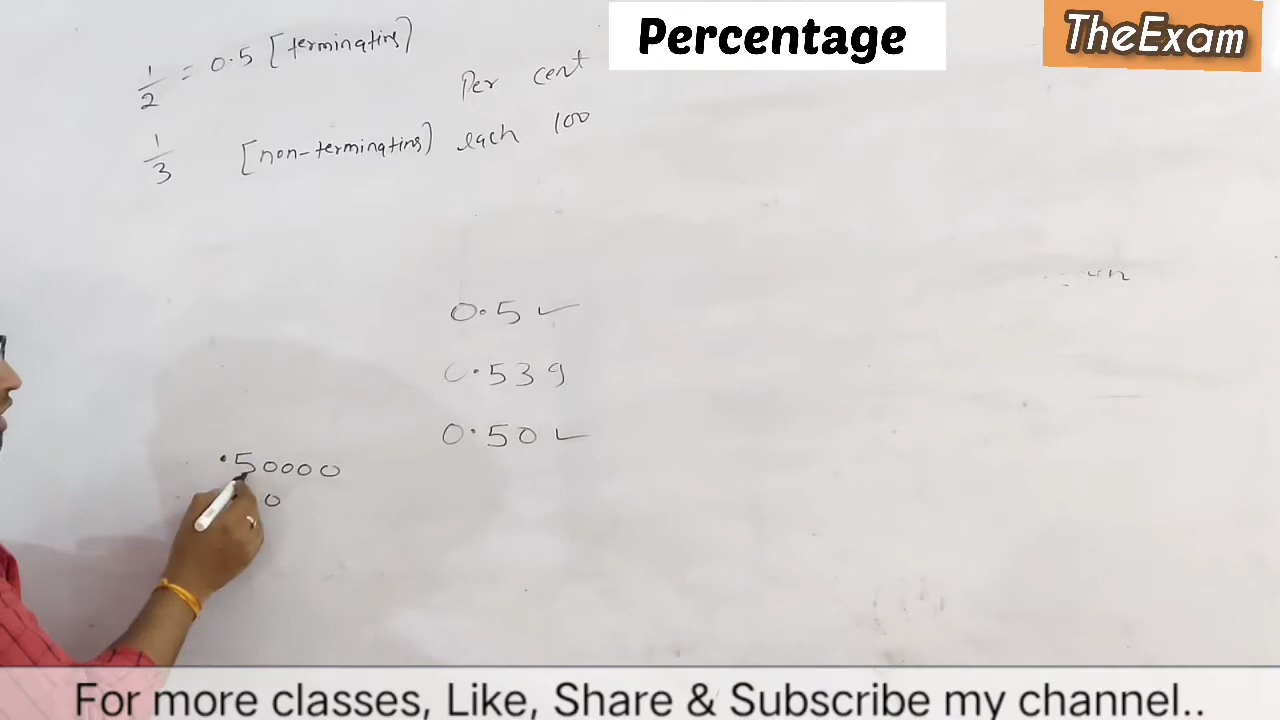 Percentage
TheExam
1/2 = 0.5 [terminating]
Per cent
1/3 [non-terminating] each 100
0.5 ✓
0.539
0.50 ✓
.50000
0
For more classes, Like, Share & Subscribe my channel..